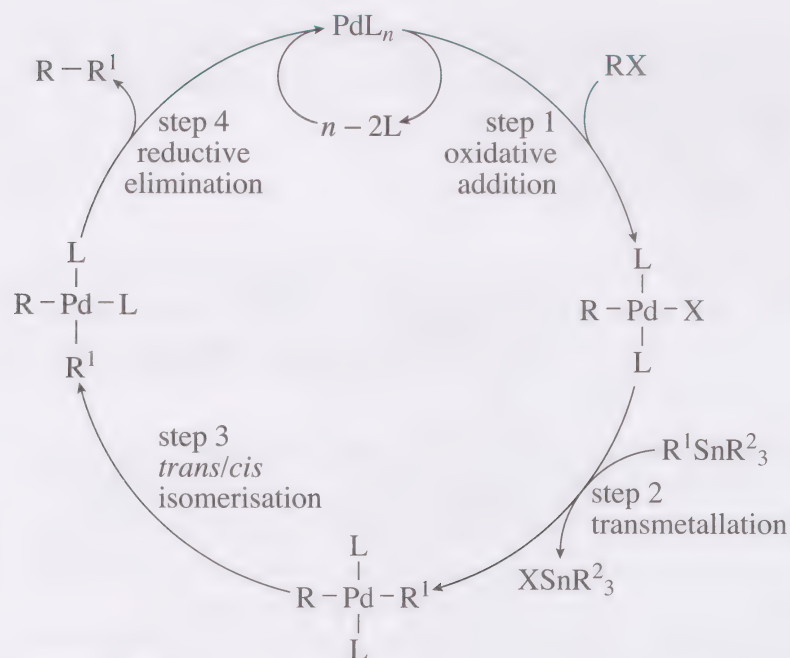 PdLₙ
R – R¹
RX
n – 2L
step 4
reductive
elimination
step 1
oxidative
addition
L
R – Pd – L
R¹
L
R – Pd – X
L
step 3
trans/cis
isomerisation
R¹SnR²₃
step 2
transmetallation
XSnR²₃
L
R – Pd – R¹
L